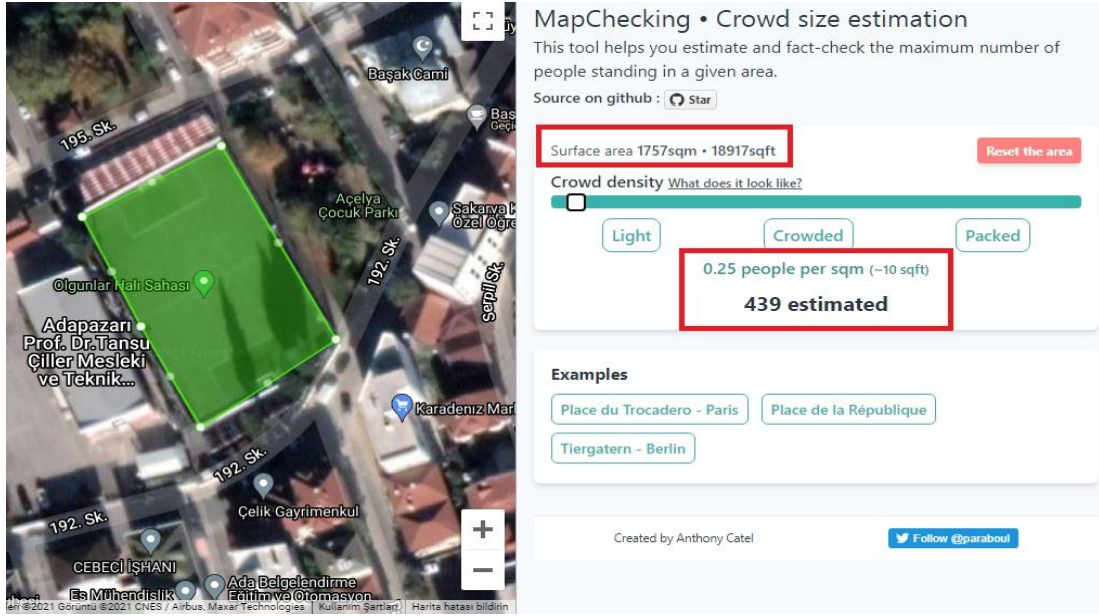 195. Sk.
Başak Cami
Baş
Geçi
Açelya
Çocuk Parkı
Sakarya
Özel Öğre
192. Sk.
Serpil Sk.
Olgunlar Halı Sahası
Adapazarı
Prof. Dr. Tansu
Çiller Mesleki
ve Teknik...
Karadeniz Mar
192. Sk.
192. Sk.
Çelik Gayrimenkul
CEBECİ İŞHANI
Es Mühendislik
Ada Belgelendirme
Eğitim ve Otomasyon
©2021 Görüntü ©2021 CNES / Airbus, Maxar Technologies
Kullanım Şartları
Harita hatası bildirin
MapChecking • Crowd size estimation
This tool helps you estimate and fact-check the maximum number of
people standing in a given area.
Source on github : Star
Surface area 1757sqm • 18917sqft
Reset the area
Crowd density What does it look like?
Light Crowded Packed
0.25 people per sqm (~10 sqft)
439 estimated
Examples
Place du Trocadero - Paris Place de la République
Tiergatern - Berlin
Created by Anthony Catel Follow @paraboul